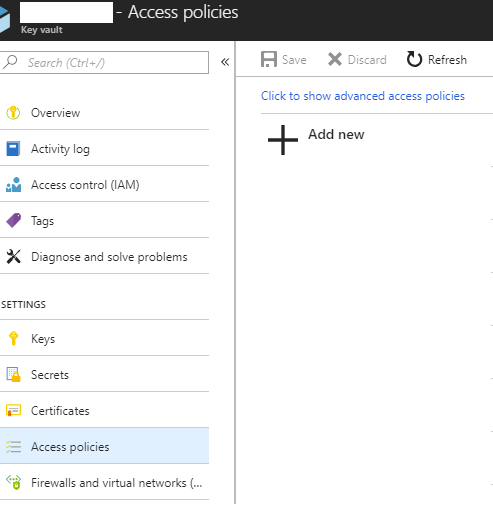 - Access policies
Key vault
Search (Ctrl+/)
«
Save
Discard
Refresh
Click to show advanced access policies
Add new
Overview
Activity log
Access control (IAM)
Tags
Diagnose and solve problems
SETTINGS
Keys
Secrets
Certificates
Access policies
Firewalls and virtual networks (...